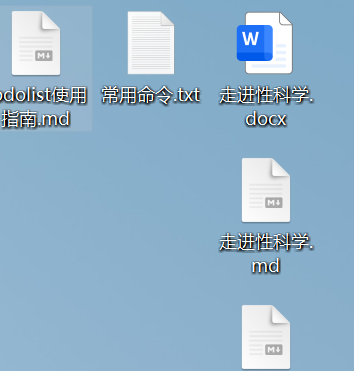 odolist使用
指南.md
常用命令.txt
走进性科学.
docx
走进性科学.
md